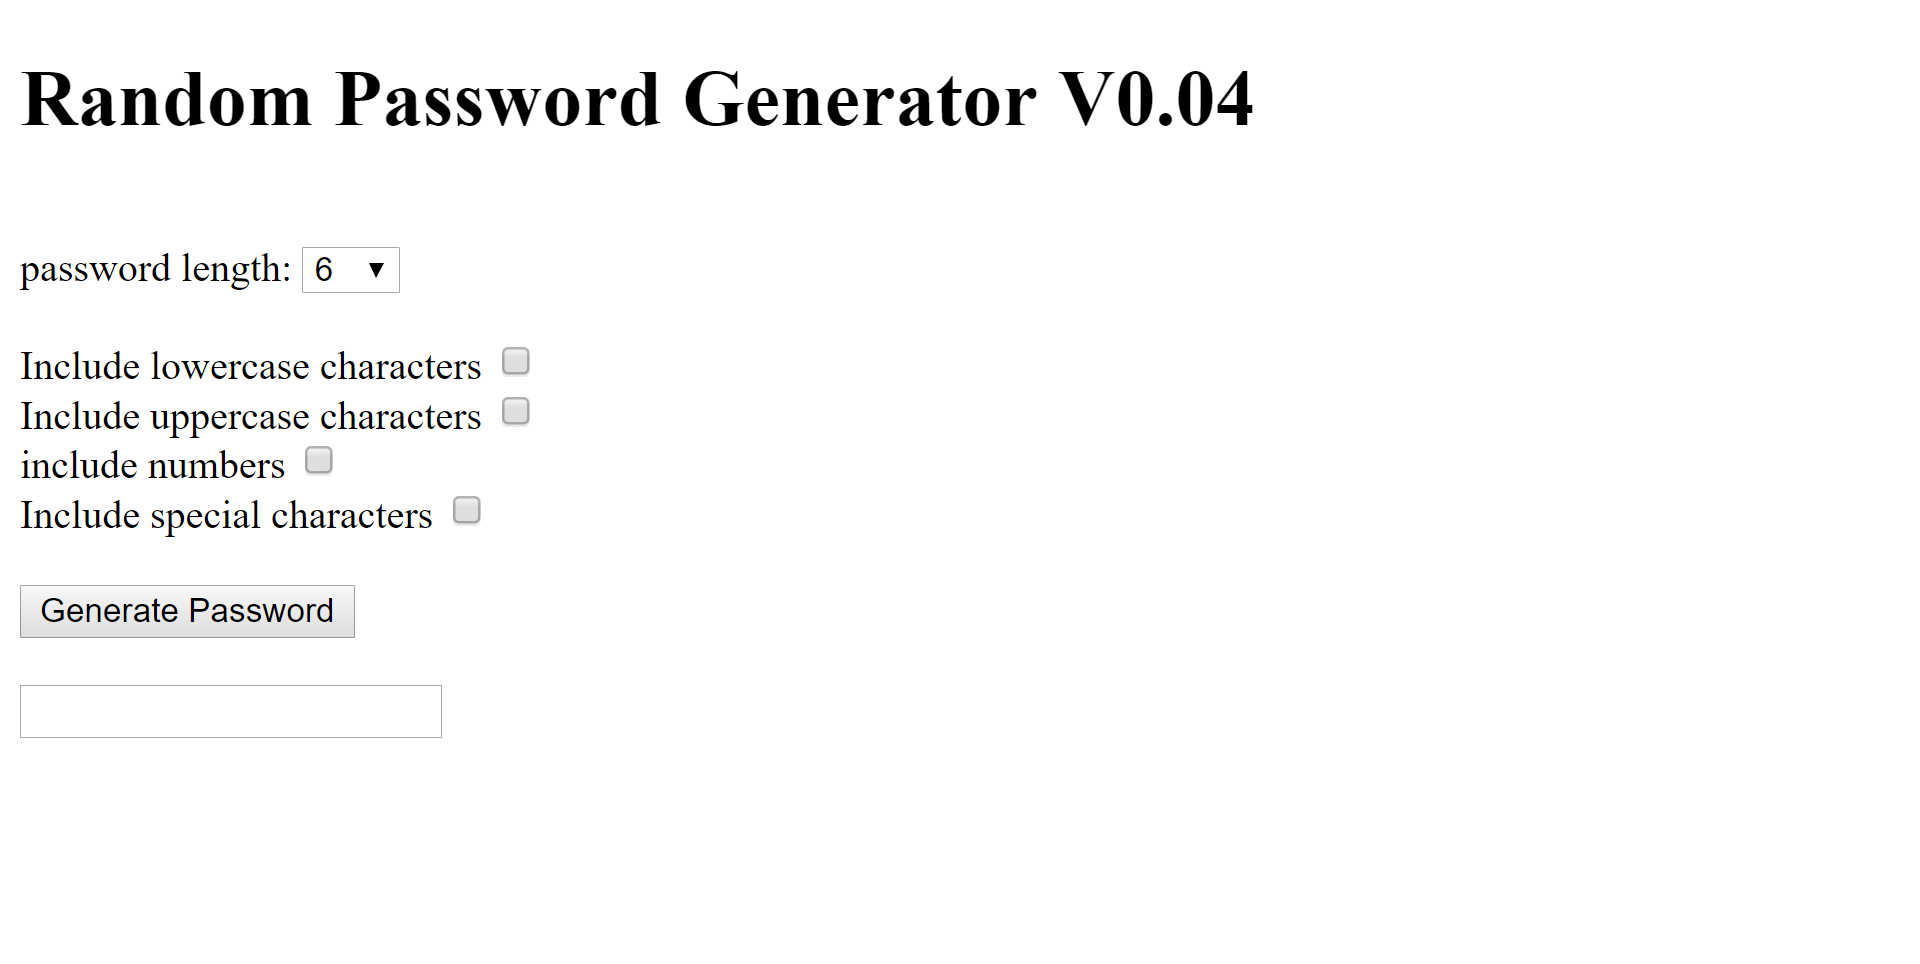 Random Password Generator V0.04
password length: 6
Include lowercase characters
Include uppercase characters
include numbers
Include special characters
Generate Password